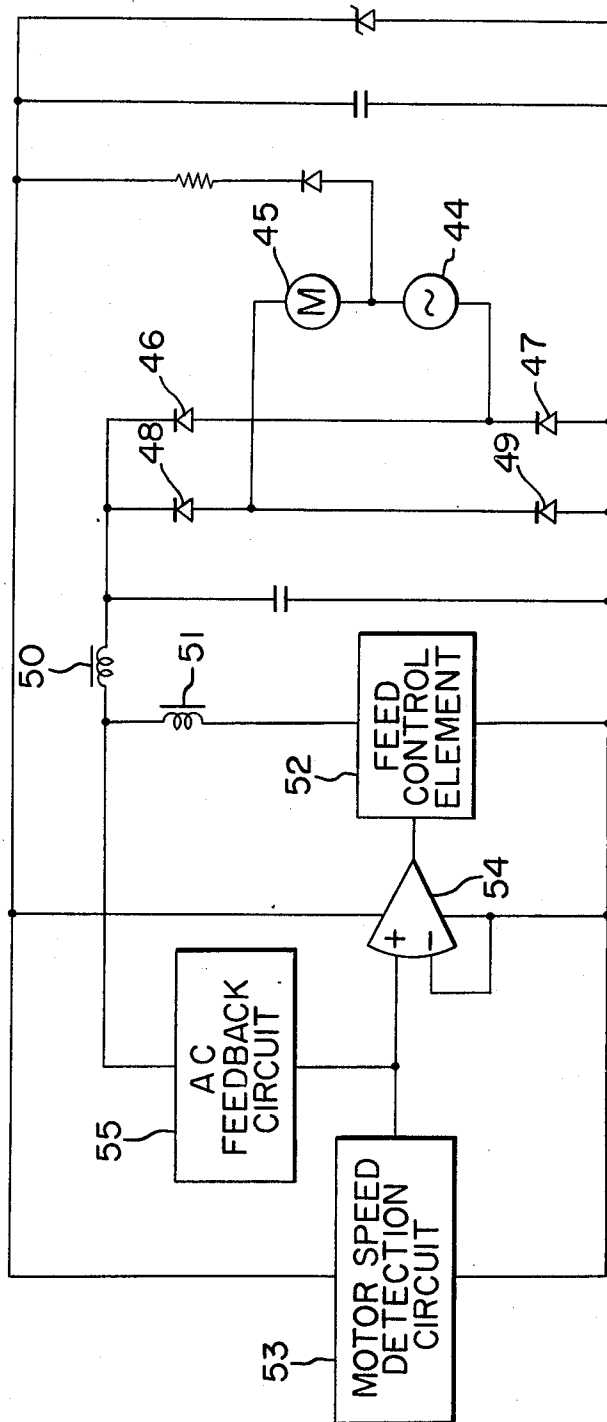 53
MOTOR SPEED
DETECTION
CIRCUIT
55
AC
FEEDBACK
CIRCUIT
+
−
54
52
FEED
CONTROL
ELEMENT
50
51
48
46
49
47
45
M
44
~